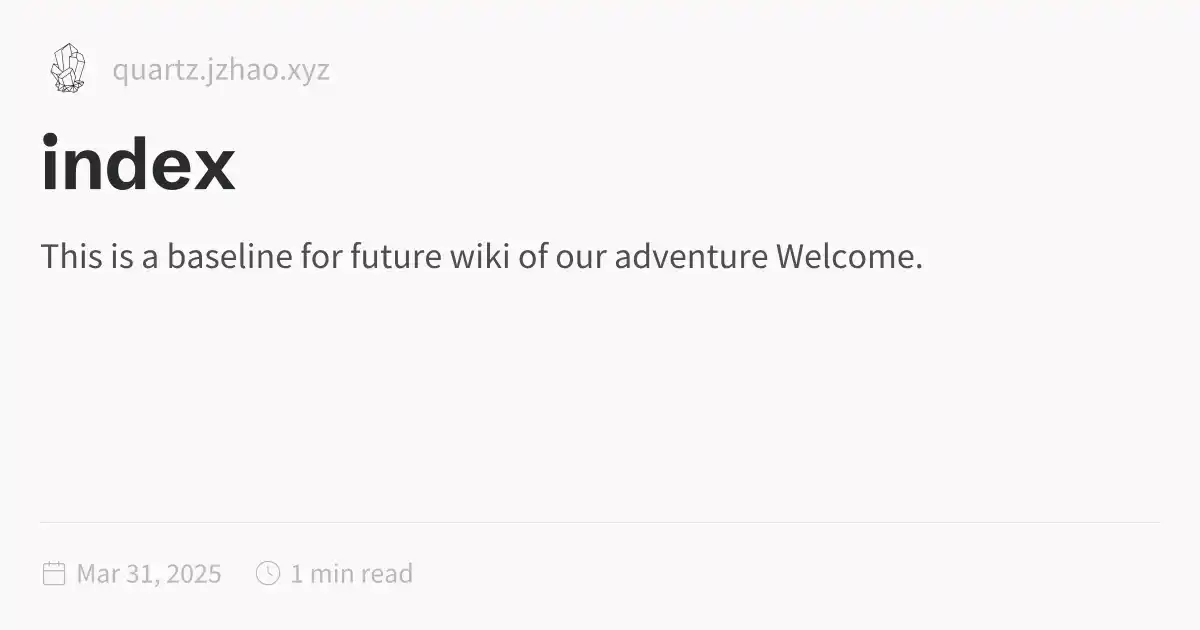 quartz.jzhao.xyz
index
This is a baseline for future wiki of our adventure Welcome.
Mar 31, 2025 1 min read